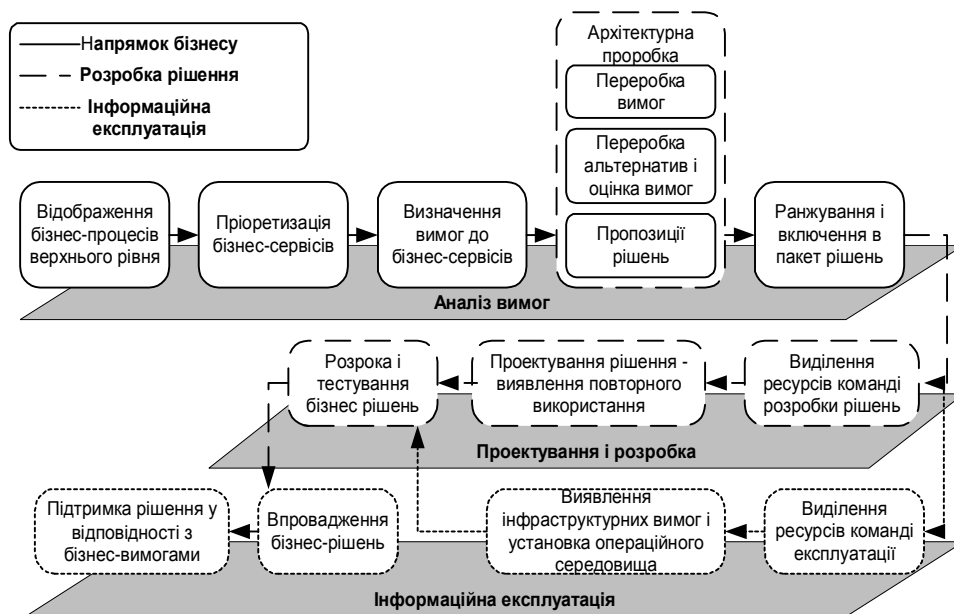 Напрямок бізнесу
Розробка рішення
Інформаційна
експлуатація
Архітектурна
проробка
Переробка
вимог
Переробка
альтернатив і
оцінка вимог
Пропозиції
рішень
Відображення
бізнес-процесів
верхнього рівня
Пріоретизація
бізнес-сервісів
Визначення
вимог до
бізнес-сервісів
Ранжування і
включення в
пакет рішень
Аналіз вимог
Розрока і
тестування
бізнес рішень
Проектування рішення -
виявлення повторного
використання
Виділення
ресурсів команді
розробки рішень
Проектування і розробка
Підтримка рішення у
відповідності з
бізнес-вимогами
Впровадження
бізнес-рішень
Виявлення
інфраструктурних вимог і
установка операційного
середовища
Виділення
ресурсів команді
експлуатації
Інформаційна експлуатація